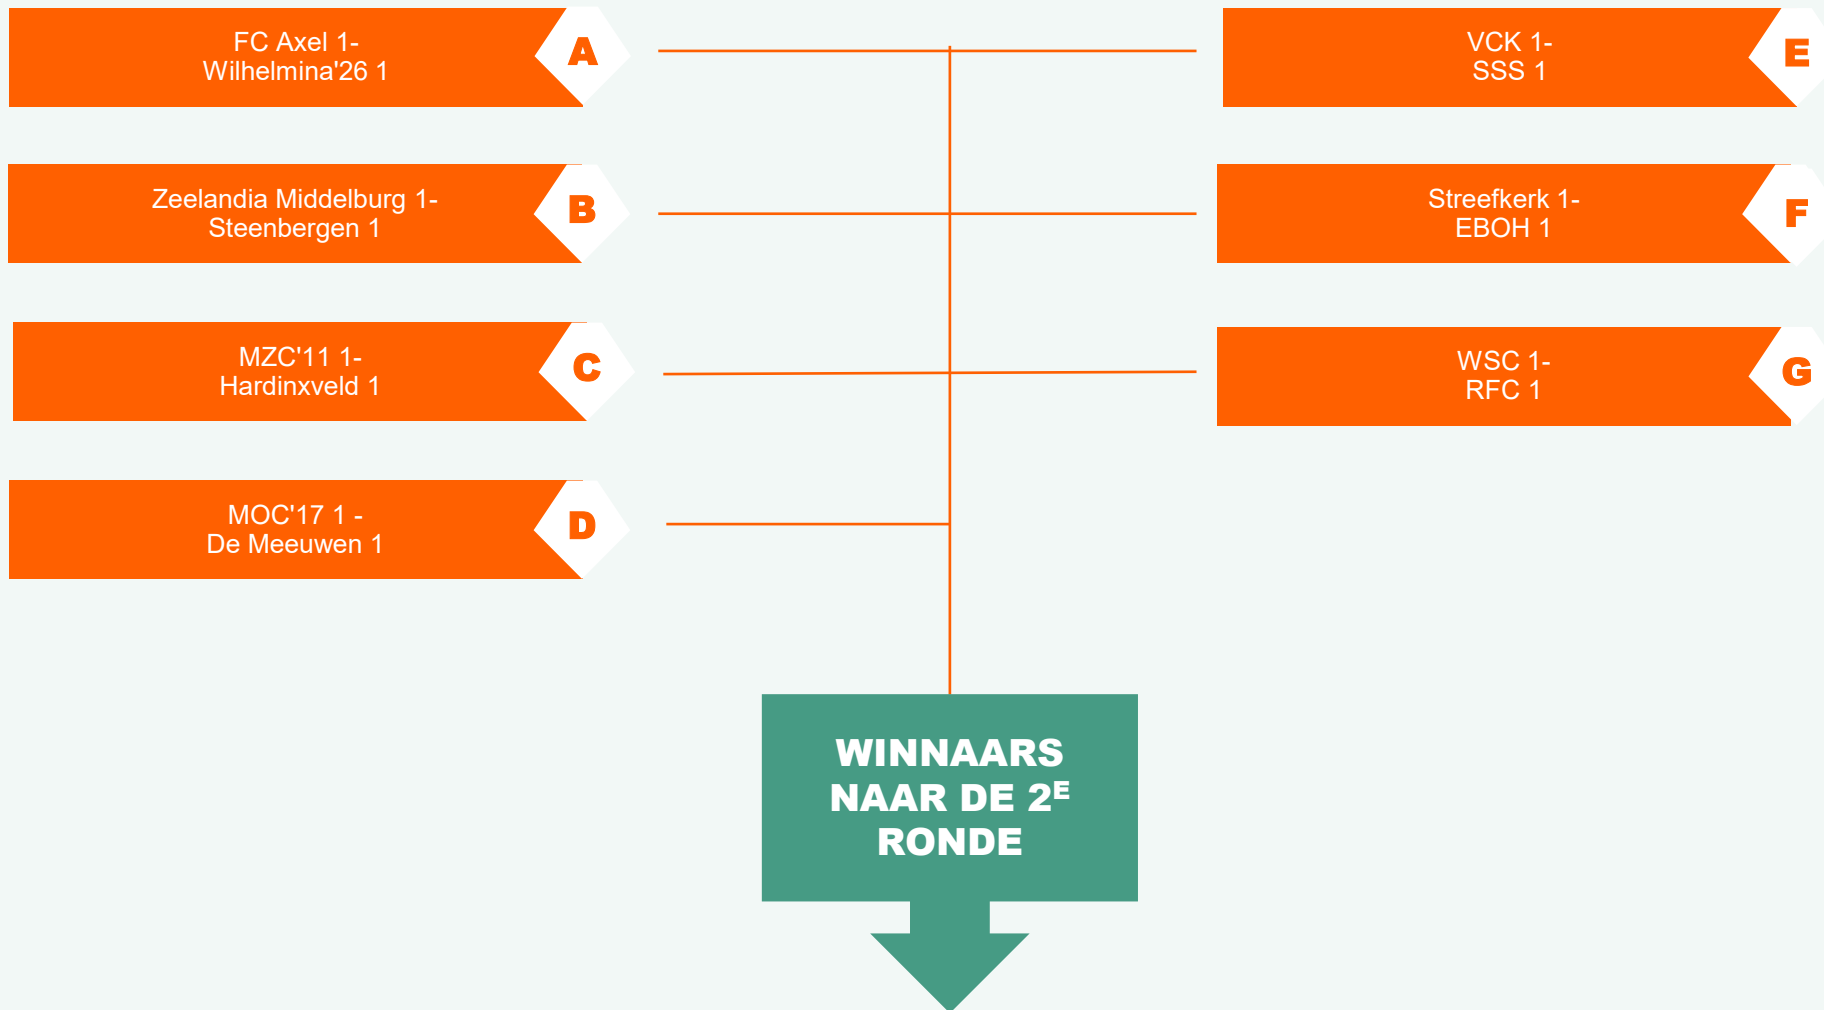 FC Axel 1-
Wilhelmina'26 1
A
Zeelandia Middelburg 1-
Steenbergen 1
B
MZC'11 1-
Hardinxveld 1
C
MOC'17 1 -
De Meeuwen 1
D
VCK 1-
SSS 1
E
Streefkerk 1-
EBOH 1
F
WSC 1-
RFC 1
G
WINNAARS
NAAR DE 2E
RONDE